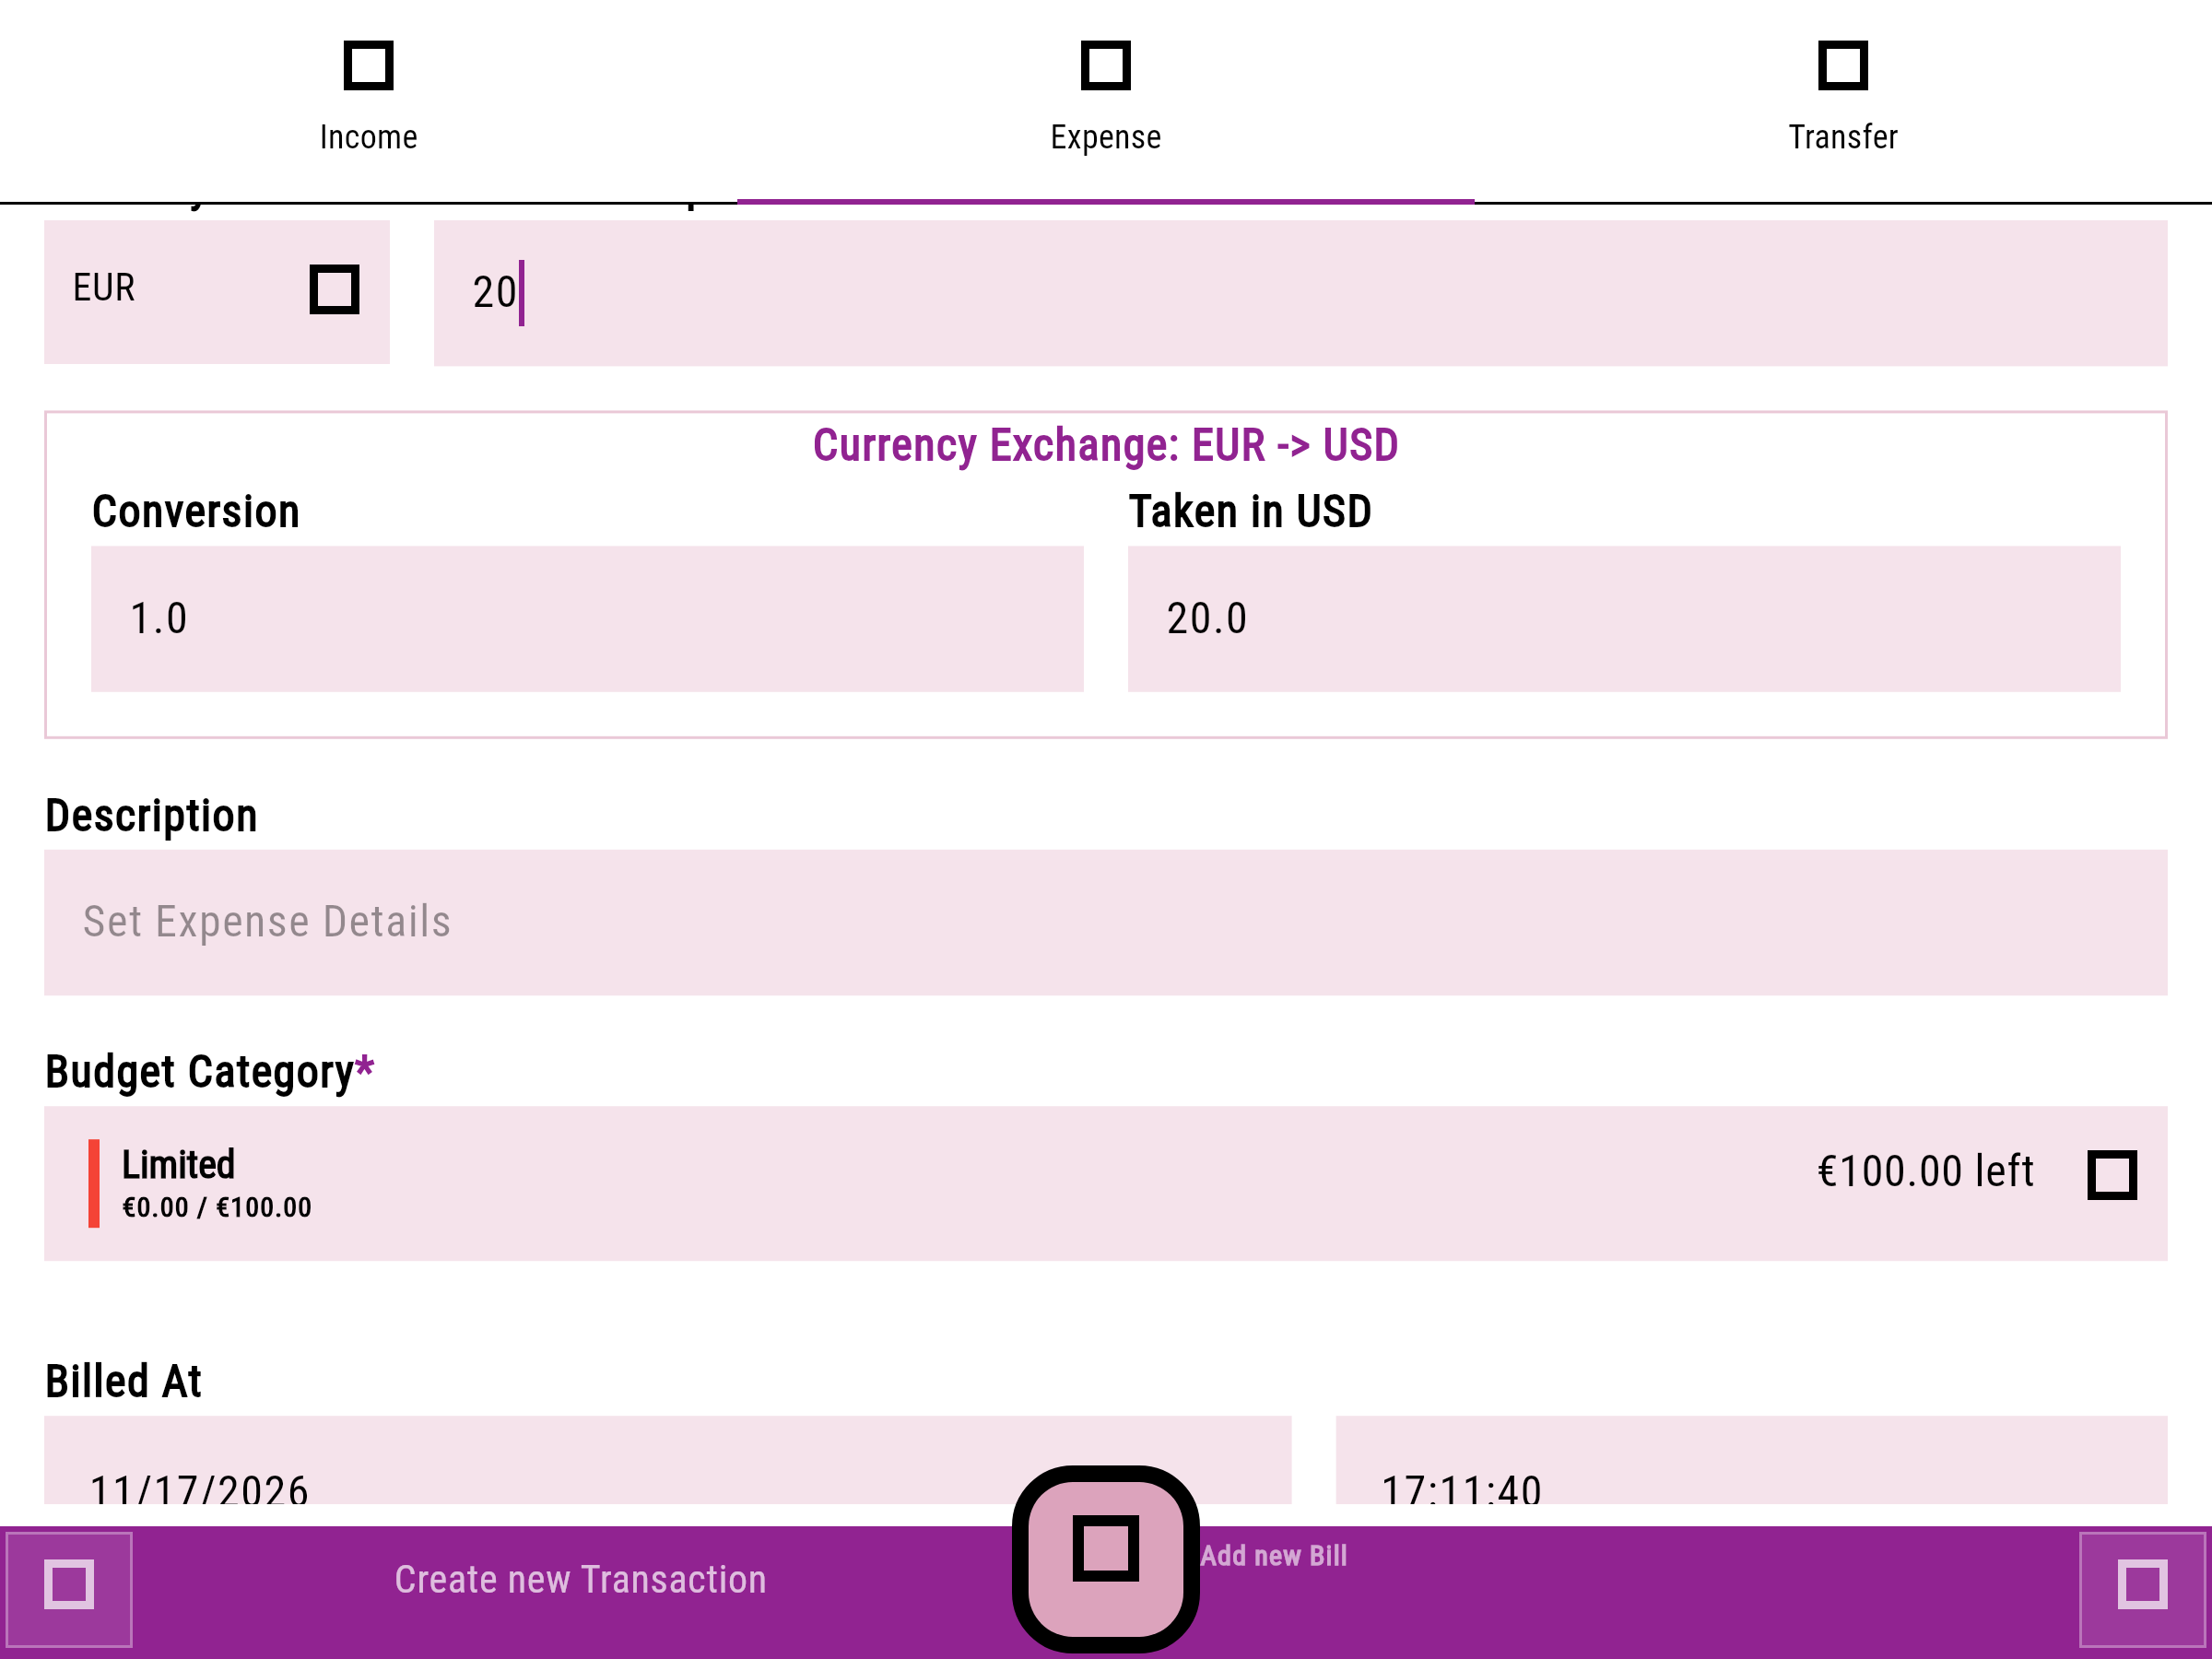 Income
Expense
Transfer
EUR
20
Currency Exchange: EUR -> USD
Conversion
Taken in USD
1.0
20.0
Description
Set Expense Details
Budget Category*
Limited
€0.00 / €100.00
€100.00 left
Billed At
11/17/2026
17:11:40
Create new Transaction
Add new Bill